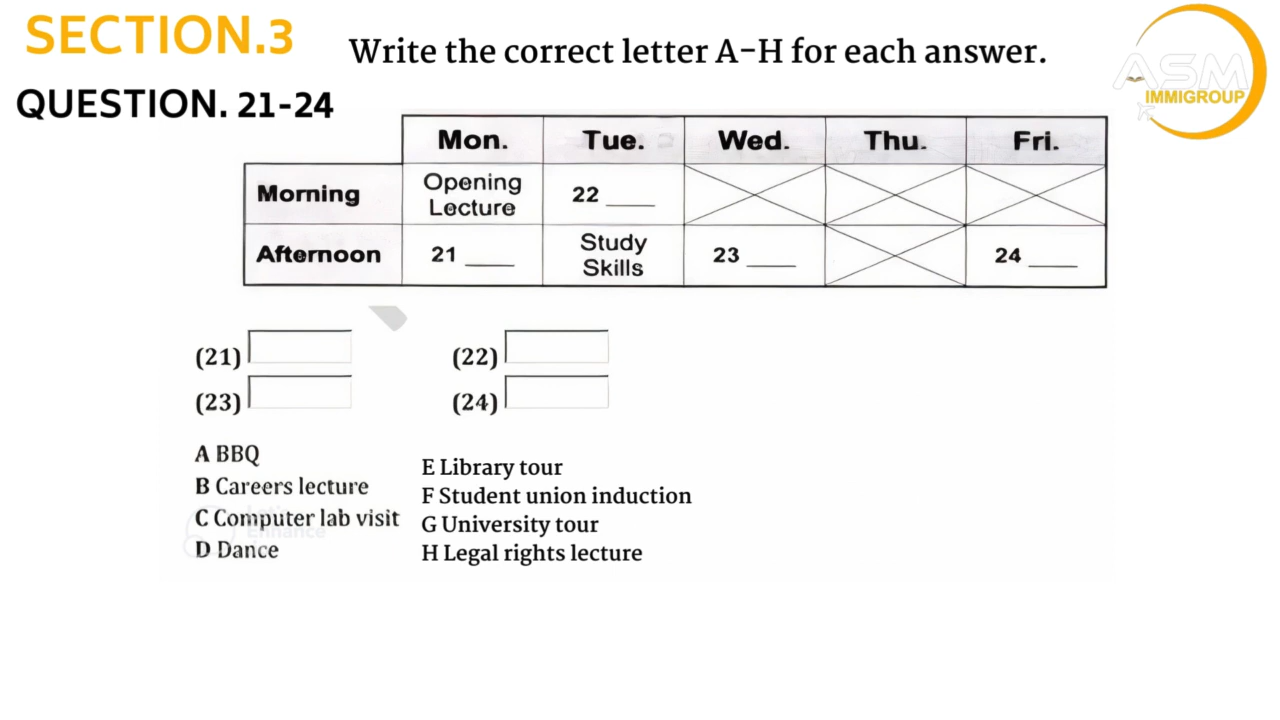 SECTION.3
Write the correct letter A-H for each answer.
ASM
IMMIGROUP
QUESTION. 21-24
Mon. Tue. Wed. Thu. Fri.
Morning Opening Lecture 22 ____
Afternoon 21 ____ Study Skills 23 ____ 24 ____
(21) (22)
(23) (24)
A BBQ
B Careers lecture
C Computer lab visit
D Dance
E Library tour
F Student union induction
G University tour
H Legal rights lecture